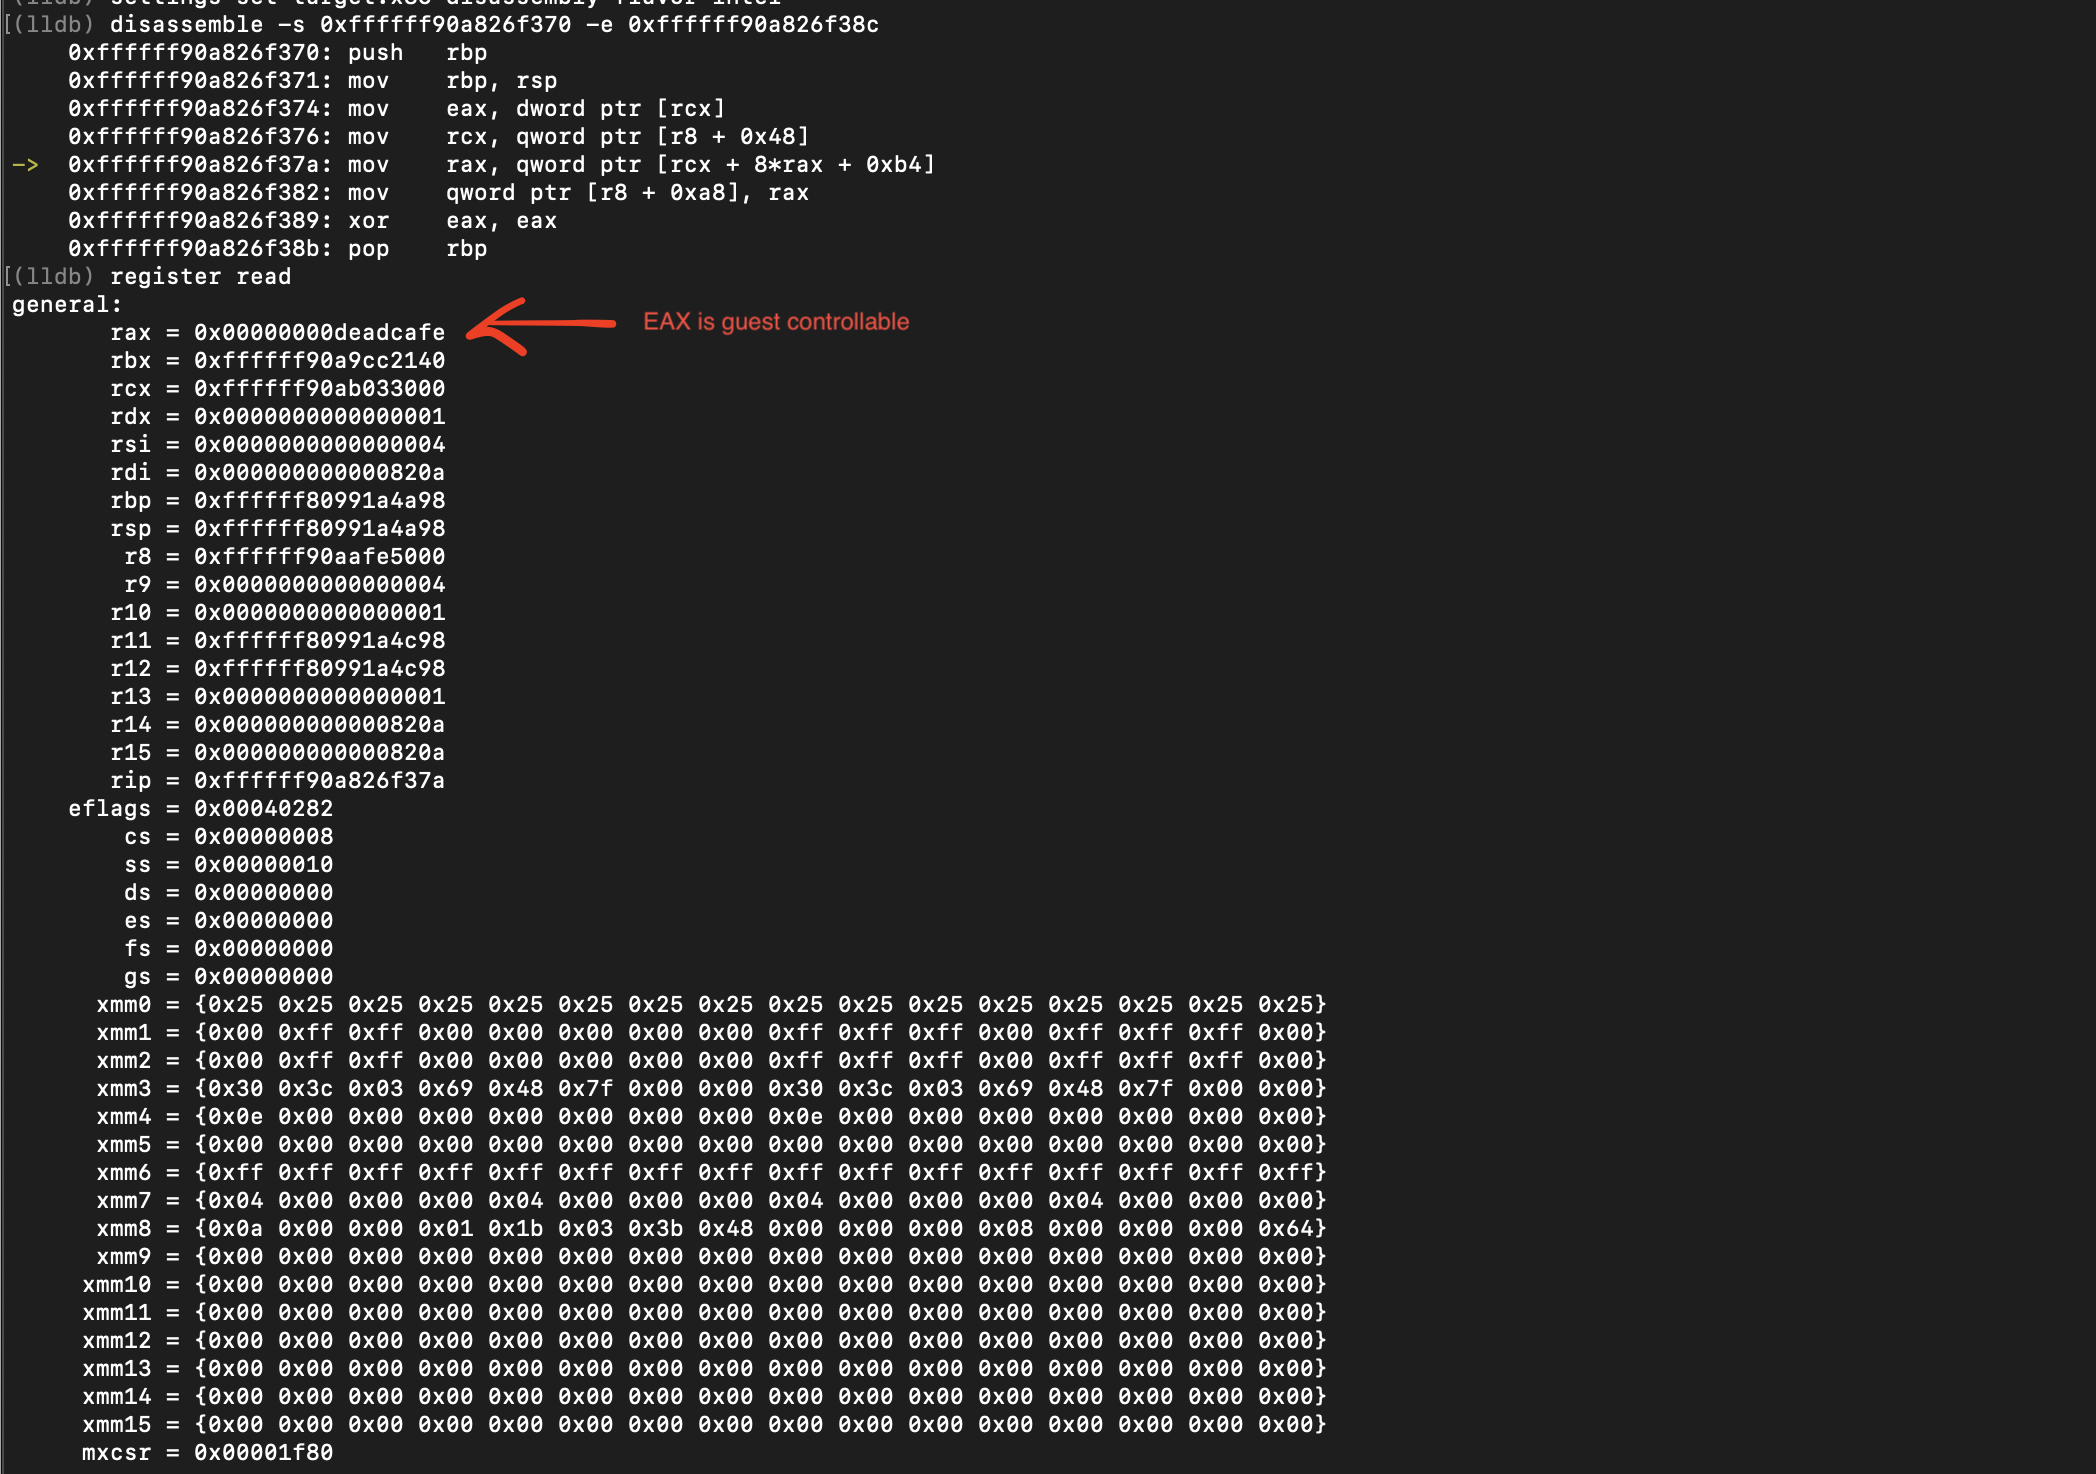 (lldb) settings set target.x86-disassembly-flavor intel
[(lldb) disassemble -s 0xffffff90a826f370 -e 0xffffff90a826f38c
0xffffff90a826f370: push rbp
0xffffff90a826f371: mov rbp, rsp
0xffffff90a826f374: mov eax, dword ptr [rcx]
0xffffff90a826f376: mov rcx, qword ptr [r8 + 0x48]
-> 0xffffff90a826f37a: mov rax, qword ptr [rcx + 8*rax + 0xb4]
0xffffff90a826f382: mov qword ptr [r8 + 0xa8], rax
0xffffff90a826f389: xor eax, eax
0xffffff90a826f38b: pop rbp
[(lldb) register read
general:
rax = 0x00000000deadcafe EAX is guest controllable
rbx = 0xffffff90a9cc2140
rcx = 0xffffff90ab033000
rdx = 0x0000000000000001
rsi = 0x0000000000000004
rdi = 0x000000000000820a
rbp = 0xffffff80991a4a98
rsp = 0xffffff80991a4a98
r8 = 0xffffff90aafe5000
r9 = 0x0000000000000004
r10 = 0x0000000000000001
r11 = 0xffffff80991a4c98
r12 = 0xffffff80991a4c98
r13 = 0x0000000000000001
r14 = 0x000000000000820a
r15 = 0x000000000000820a
rip = 0xffffff90a826f37a
eflags = 0x00040282
cs = 0x00000008
ss = 0x00000010
ds = 0x00000000
es = 0x00000000
fs = 0x00000000
gs = 0x00000000
xmm0 = {0x25 0x25 0x25 0x25 0x25 0x25 0x25 0x25 0x25 0x25 0x25 0x25 0x25 0x25 0x25 0x25}
xmm1 = {0x00 0xff 0xff 0x00 0x00 0x00 0x00 0x00 0xff 0xff 0xff 0x00 0xff 0xff 0xff 0x00}
xmm2 = {0x00 0xff 0xff 0x00 0x00 0x00 0x00 0x00 0xff 0xff 0xff 0x00 0xff 0xff 0xff 0x00}
xmm3 = {0x30 0x3c 0x03 0x69 0x48 0x7f 0x00 0x00 0x30 0x3c 0x03 0x69 0x48 0x7f 0x00 0x00}
xmm4 = {0x0e 0x00 0x00 0x00 0x00 0x00 0x00 0x00 0x0e 0x00 0x00 0x00 0x00 0x00 0x00 0x00}
xmm5 = {0x00 0x00 0x00 0x00 0x00 0x00 0x00 0x00 0x00 0x00 0x00 0x00 0x00 0x00 0x00 0x00}
xmm6 = {0xff 0xff 0xff 0xff 0xff 0xff 0xff 0xff 0xff 0xff 0xff 0xff 0xff 0xff 0xff 0xff}
xmm7 = {0x04 0x00 0x00 0x00 0x04 0x00 0x00 0x00 0x04 0x00 0x00 0x00 0x04 0x00 0x00 0x00}
xmm8 = {0x0a 0x00 0x00 0x01 0x1b 0x03 0x3b 0x48 0x00 0x00 0x00 0x08 0x00 0x00 0x00 0x64}
xmm9 = {0x00 0x00 0x00 0x00 0x00 0x00 0x00 0x00 0x00 0x00 0x00 0x00 0x00 0x00 0x00 0x00}
xmm10 = {0x00 0x00 0x00 0x00 0x00 0x00 0x00 0x00 0x00 0x00 0x00 0x00 0x00 0x00 0x00 0x00}
xmm11 = {0x00 0x00 0x00 0x00 0x00 0x00 0x00 0x00 0x00 0x00 0x00 0x00 0x00 0x00 0x00 0x00}
xmm12 = {0x00 0x00 0x00 0x00 0x00 0x00 0x00 0x00 0x00 0x00 0x00 0x00 0x00 0x00 0x00 0x00}
xmm13 = {0x00 0x00 0x00 0x00 0x00 0x00 0x00 0x00 0x00 0x00 0x00 0x00 0x00 0x00 0x00 0x00}
xmm14 = {0x00 0x00 0x00 0x00 0x00 0x00 0x00 0x00 0x00 0x00 0x00 0x00 0x00 0x00 0x00 0x00}
xmm15 = {0x00 0x00 0x00 0x00 0x00 0x00 0x00 0x00 0x00 0x00 0x00 0x00 0x00 0x00 0x00 0x00}
mxcsr = 0x00001f80